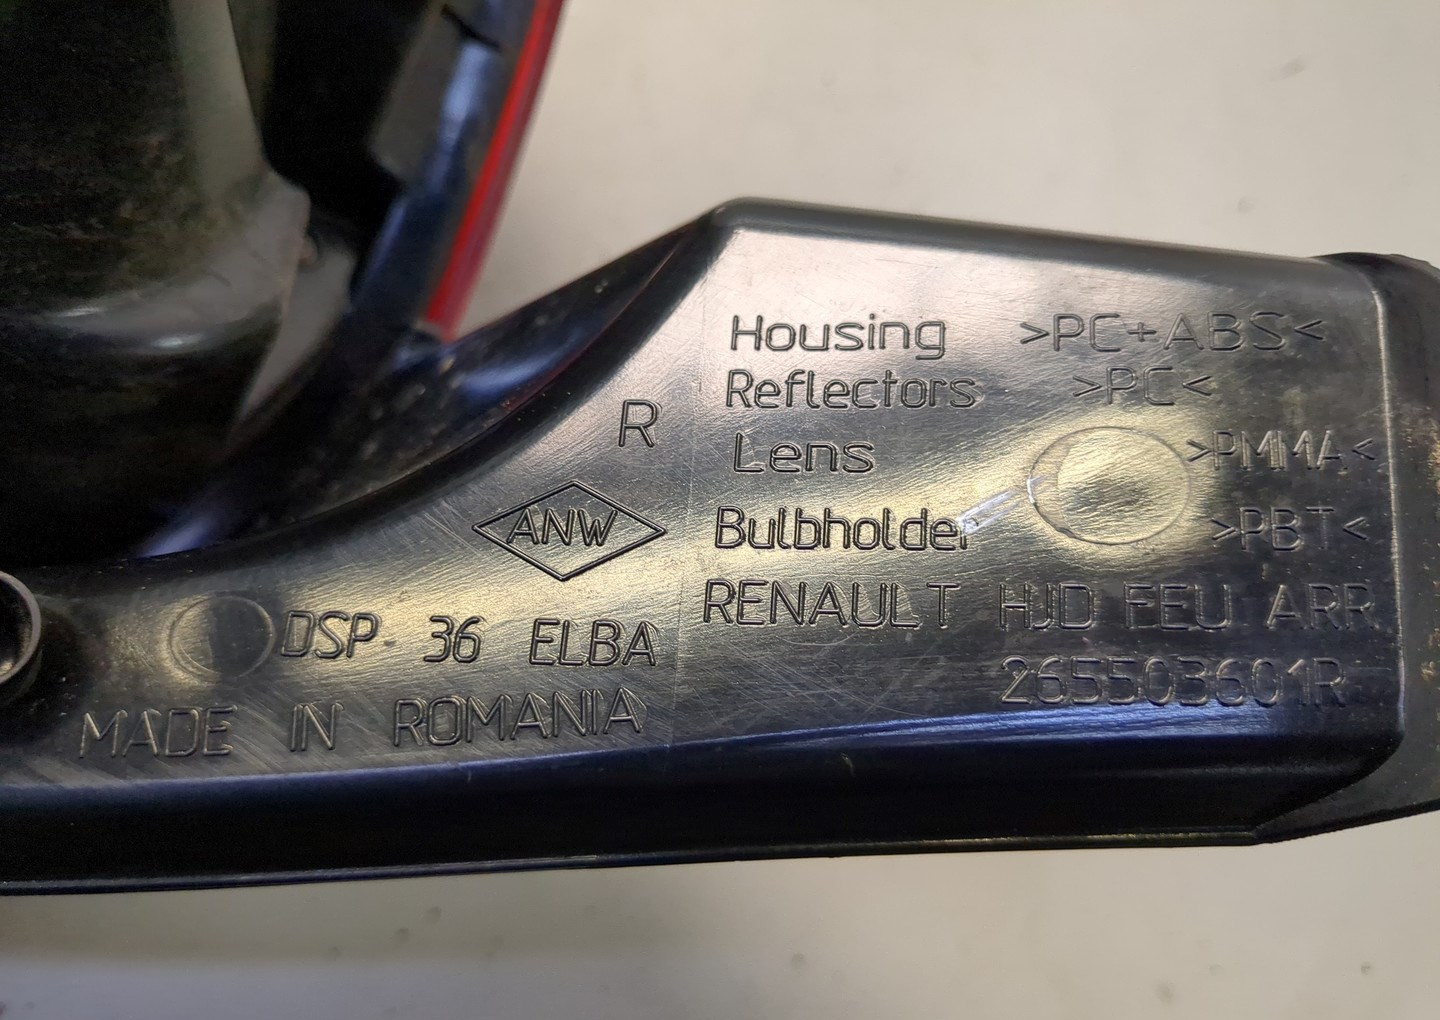 Housing >PC+ABS<
Reflectors >PC<
R
Lens >PMMA<
ANW
Bulbholder >PBT<
RENAULT HJD FEU ARR
DSP 36 ELBA
265503601R
MADE IN ROMANIA